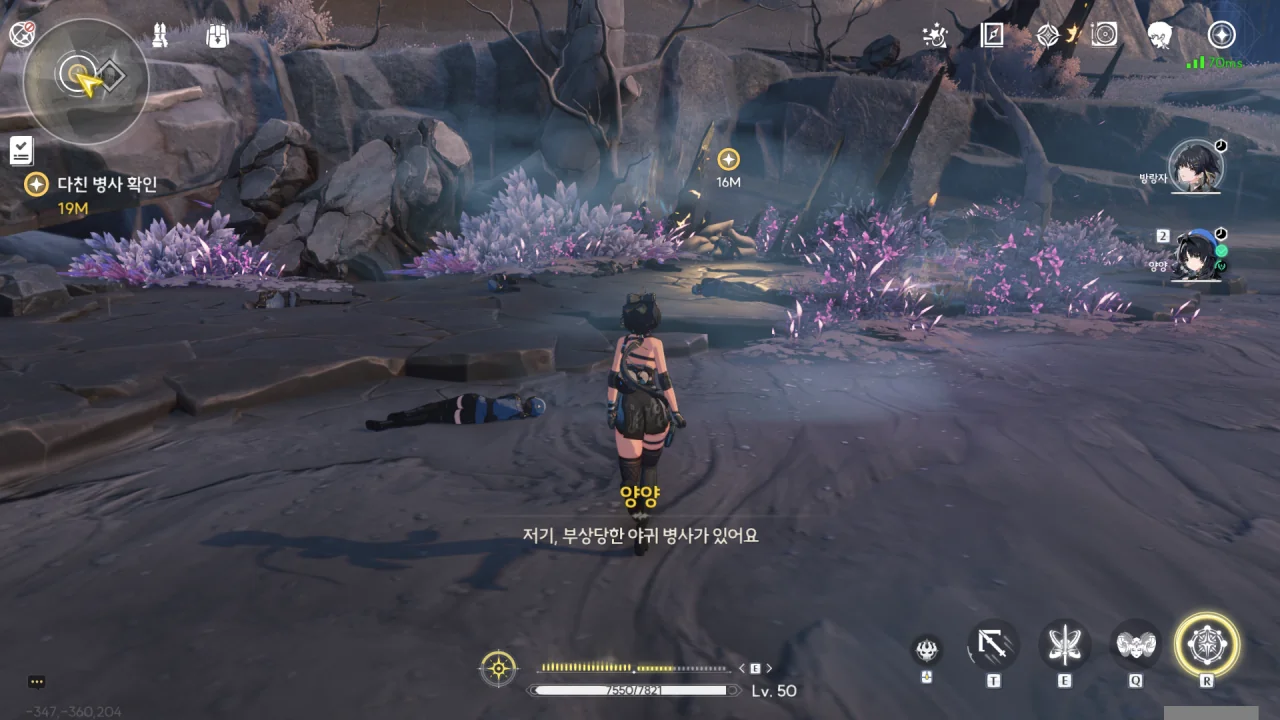 70ms
다친 병사 확인
19M
16M
방랑자
2
양양
양양
저기, 부상당한 야귀 병사가 있어요
E
7550/7821
Lv. 50
T
E
Q
R
-347,-360,204